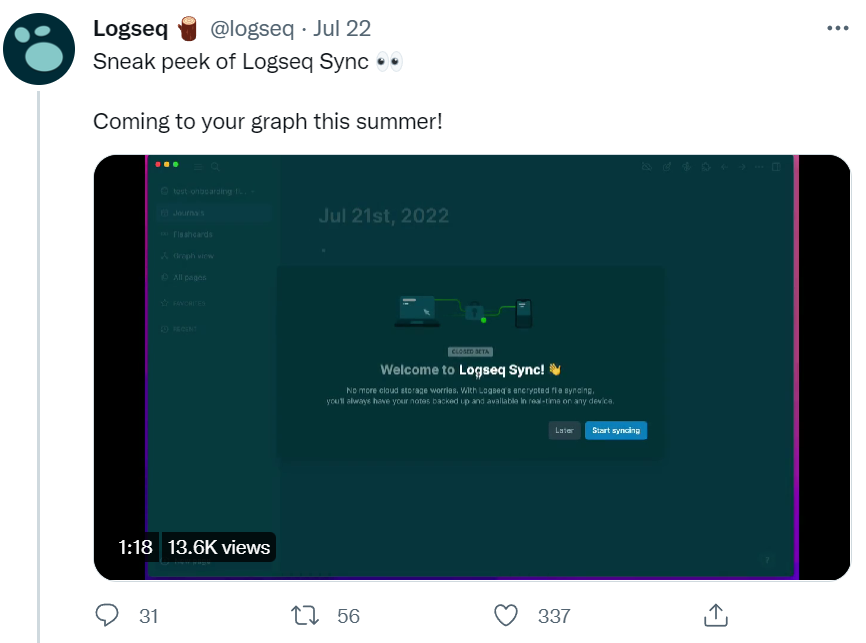 Logseq 🪵 @logseq · Jul 22
Sneak peek of Logseq Sync 👀
Coming to your graph this summer!
test-onboarding-f...
Journals
Flashcards
Graph view
All pages
FAVORITES
RECENT
Jul 21st, 2022
CLOSED BETA
Welcome to Logseq Sync! 👋
No more cloud storage worries. With Logseq's encrypted file syncing,
you'll always have your notes backed up and available in real-time on any device.
Later
Start syncing
New page
?
1:18
13.6K views
31
56
337